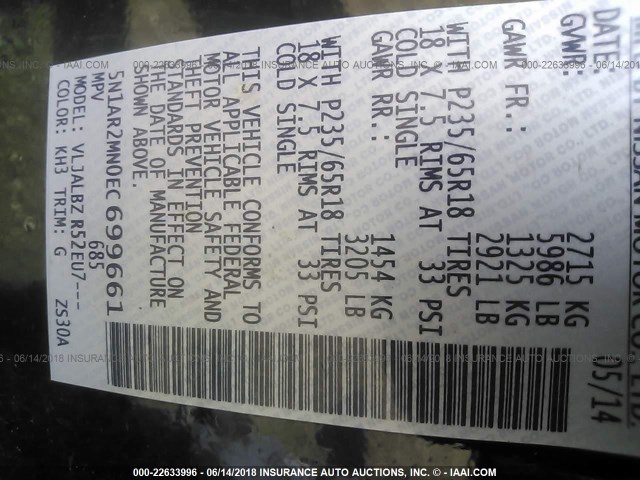 NISSAN MOTOR CO., LTD.
DATE: 05/14
GVWR: 2715 KG
5986 LB
GAWR FR.: 1325 KG
2921 LB
WITH P235/65R18 TIRES
18 X 7.5 RIMS AT 33 PSI
COLD SINGLE
GAWR RR.: 1454 KG
3205 LB
WITH P235/65R18 TIRES
18 X 7.5 RIMS AT 33 PSI
COLD SINGLE
THIS VEHICLE CONFORMS TO
ALL APPLICABLE FEDERAL
MOTOR VEHICLE SAFETY AND
THEFT PREVENTION
STANDARDS IN EFFECT ON
THE DATE OF MANUFACTURE
SHOWN ABOVE.
5N1AR2MN0EC699661
MPV 685
MODEL: VLJALBZ R52EU7---
COLOR: KH3 TRIM: G ZS30A
000-22633996 - 06/14/2018 INSURANCE AUTO AUCTIONS, INC. - © - IAAI.COM